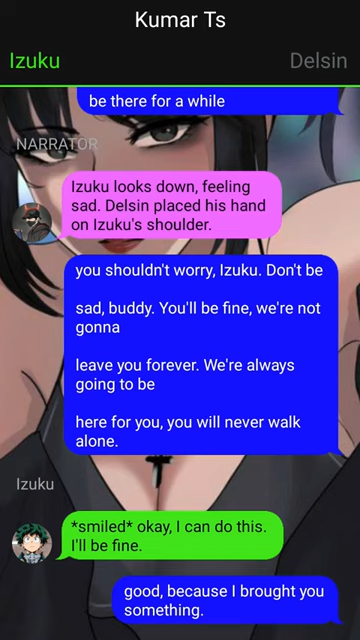 Kumar Ts
Izuku
Delsin
be there for a while
NARRATOR
Izuku looks down, feeling
sad. Delsin placed his hand
on Izuku's shoulder.
you shouldn't worry, Izuku. Don't be
sad, buddy. You'll be fine, we're not
gonna
leave you forever. We're always
going to be
here for you, you will never walk
alone.
Izuku
*smiled* okay, I can do this.
I'll be fine.
good, because I brought you
something.